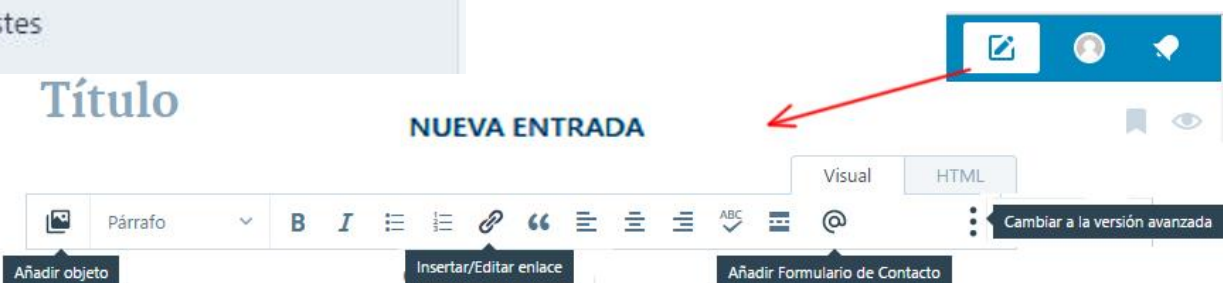 Título
NUEVA ENTRADA
Visual HTML
Párrafo B I ABC @ Cambiar a la versión avanzada
Añadir objeto Insertar/Editar enlace Añadir Formulario de Contacto